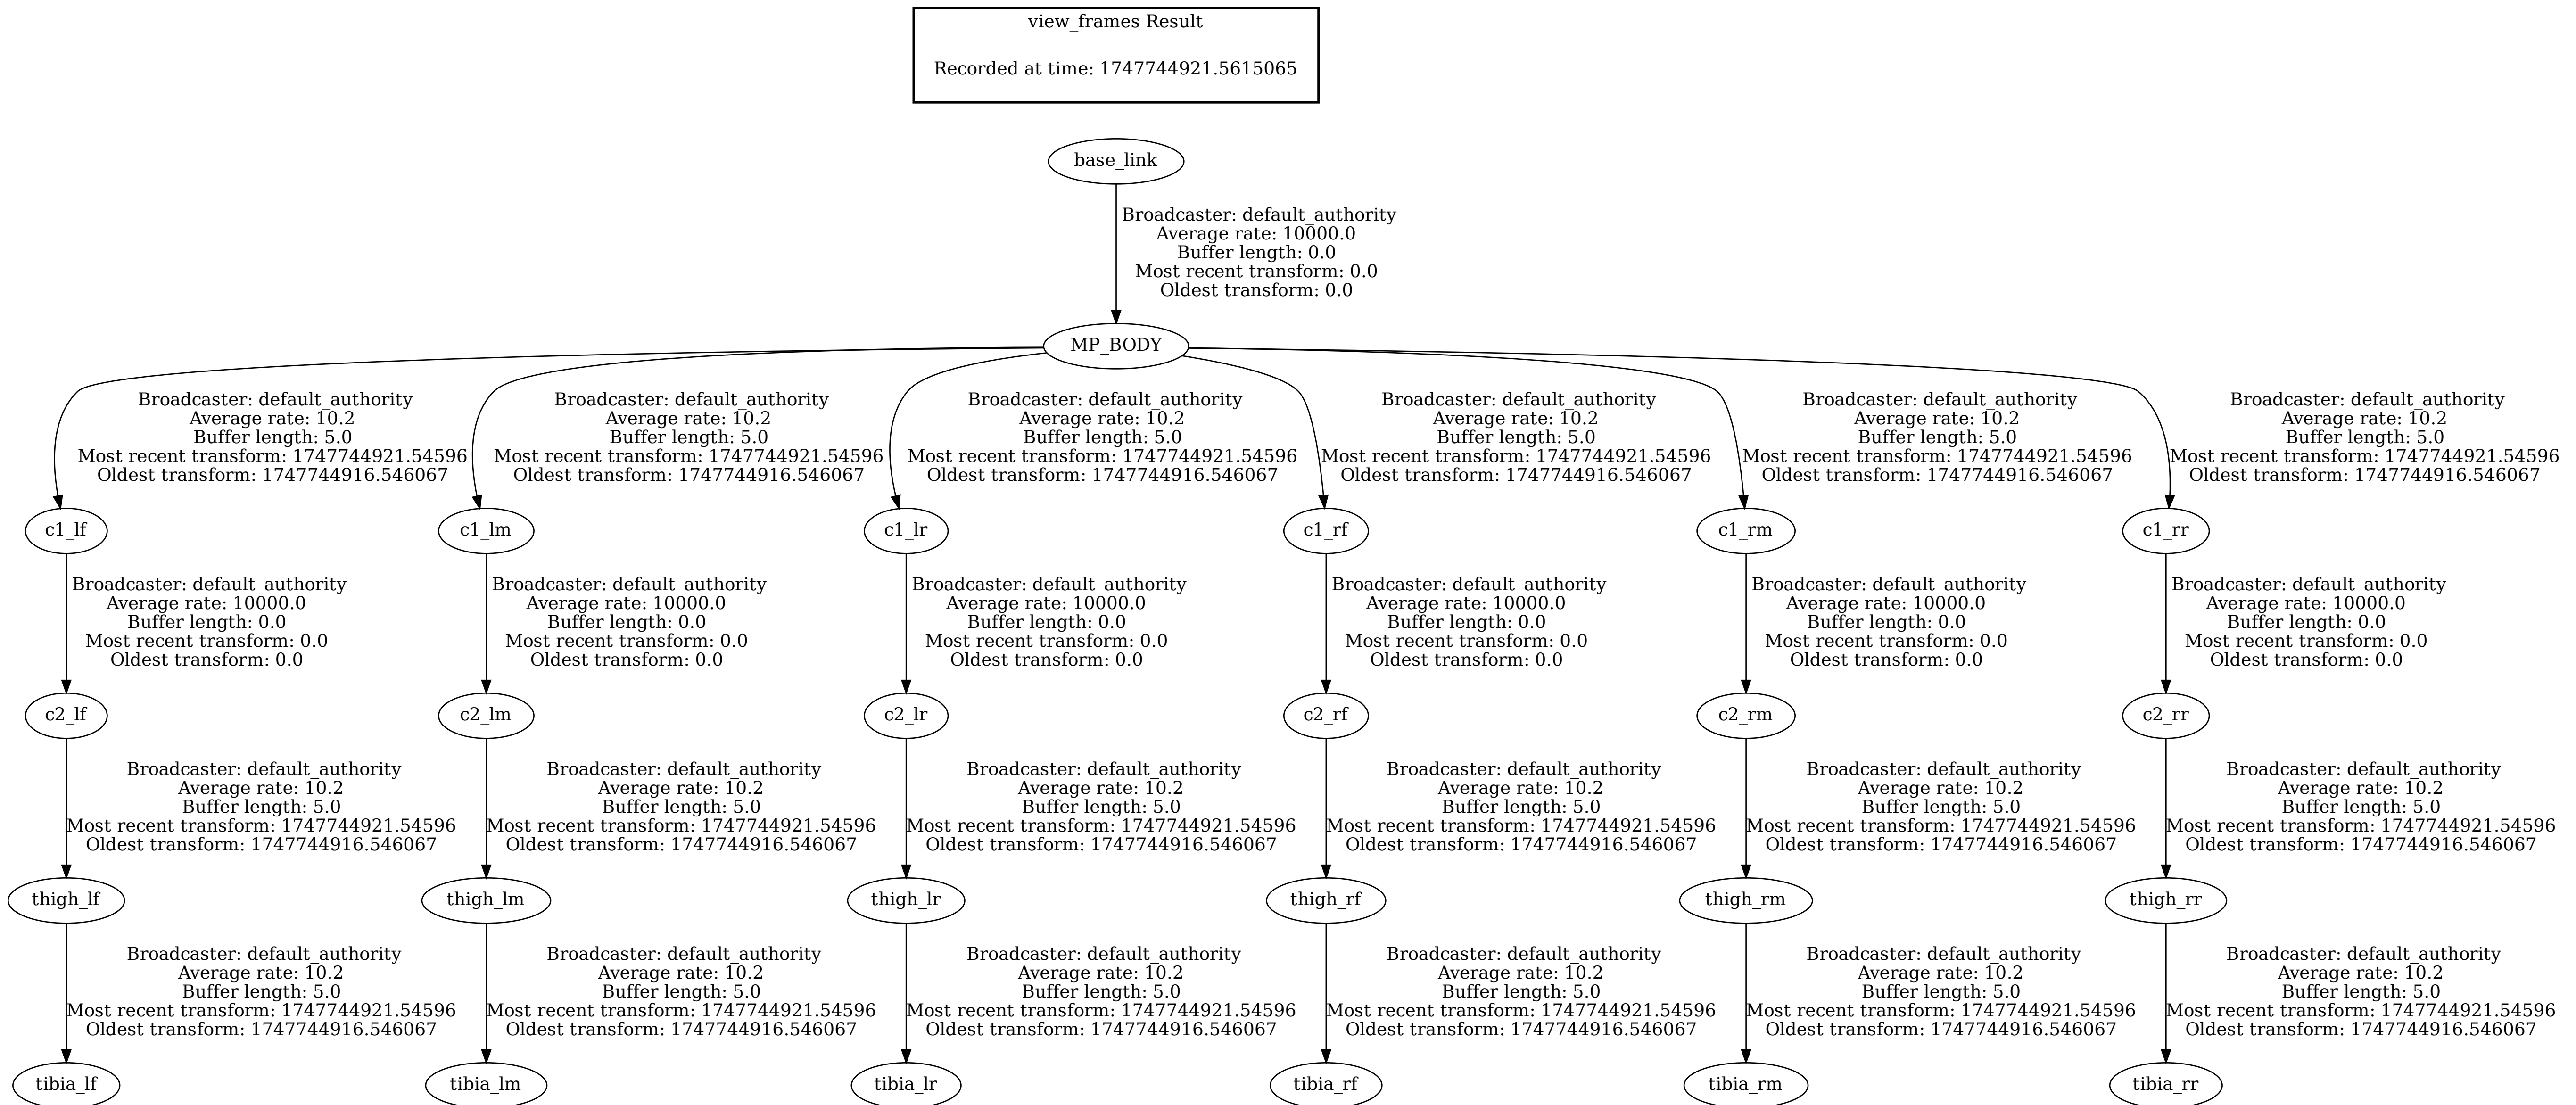 view_frames Result
Recorded at time: 1747744921.5615065
base_link
Broadcaster: default_authority
Average rate: 10000.0
Buffer length: 0.0
Most recent transform: 0.0
Oldest transform: 0.0
MP_BODY
Broadcaster: default_authority Broadcaster: default_authority Broadcaster: default_authority Broadcaster: default_authority Broadcaster: default_authority Broadcaster: default_authority
Average rate: 10.2 Average rate: 10.2 Average rate: 10.2 Average rate: 10.2 Average rate: 10.2 Average rate: 10.2
Buffer length: 5.0 Buffer length: 5.0 Buffer length: 5.0 Buffer length: 5.0 Buffer length: 5.0 Buffer length: 5.0
Most recent transform: 1747744921.54596 Most recent transform: 1747744921.54596 Most recent transform: 1747744921.54596 Most recent transform: 1747744921.54596 Most recent transform: 1747744921.54596 Most recent transform: 1747744921.54596
Oldest transform: 1747744916.546067 Oldest transform: 1747744916.546067 Oldest transform: 1747744916.546067 Oldest transform: 1747744916.546067 Oldest transform: 1747744916.546067 Oldest transform: 1747744916.546067
c1_lf c1_lm c1_lr c1_rf c1_rm c1_rr
Broadcaster: default_authority Broadcaster: default_authority Broadcaster: default_authority Broadcaster: default_authority Broadcaster: default_authority Broadcaster: default_authority
Average rate: 10000.0 Average rate: 10000.0 Average rate: 10000.0 Average rate: 10000.0 Average rate: 10000.0 Average rate: 10000.0
Buffer length: 0.0 Buffer length: 0.0 Buffer length: 0.0 Buffer length: 0.0 Buffer length: 0.0 Buffer length: 0.0
Most recent transform: 0.0 Most recent transform: 0.0 Most recent transform: 0.0 Most recent transform: 0.0 Most recent transform: 0.0 Most recent transform: 0.0
Oldest transform: 0.0 Oldest transform: 0.0 Oldest transform: 0.0 Oldest transform: 0.0 Oldest transform: 0.0 Oldest transform: 0.0
c2_lf c2_lm c2_lr c2_rf c2_rm c2_rr
Broadcaster: default_authority Broadcaster: default_authority Broadcaster: default_authority Broadcaster: default_authority Broadcaster: default_authority Broadcaster: default_authority
Average rate: 10.2 Average rate: 10.2 Average rate: 10.2 Average rate: 10.2 Average rate: 10.2 Average rate: 10.2
Buffer length: 5.0 Buffer length: 5.0 Buffer length: 5.0 Buffer length: 5.0 Buffer length: 5.0 Buffer length: 5.0
Most recent transform: 1747744921.54596 Most recent transform: 1747744921.54596 Most recent transform: 1747744921.54596 Most recent transform: 1747744921.54596 Most recent transform: 1747744921.54596 Most recent transform: 1747744921.54596
Oldest transform: 1747744916.546067 Oldest transform: 1747744916.546067 Oldest transform: 1747744916.546067 Oldest transform: 1747744916.546067 Oldest transform: 1747744916.546067 Oldest transform: 1747744916.546067
thigh_lf thigh_lm thigh_lr thigh_rf thigh_rm thigh_rr
Broadcaster: default_authority Broadcaster: default_authority Broadcaster: default_authority Broadcaster: default_authority Broadcaster: default_authority Broadcaster: default_authority
Average rate: 10.2 Average rate: 10.2 Average rate: 10.2 Average rate: 10.2 Average rate: 10.2 Average rate: 10.2
Buffer length: 5.0 Buffer length: 5.0 Buffer length: 5.0 Buffer length: 5.0 Buffer length: 5.0 Buffer length: 5.0
Most recent transform: 1747744921.54596 Most recent transform: 1747744921.54596 Most recent transform: 1747744921.54596 Most recent transform: 1747744921.54596 Most recent transform: 1747744921.54596 Most recent transform: 1747744921.54596
Oldest transform: 1747744916.546067 Oldest transform: 1747744916.546067 Oldest transform: 1747744916.546067 Oldest transform: 1747744916.546067 Oldest transform: 1747744916.546067 Oldest transform: 1747744916.546067
tibia_lf tibia_lm tibia_lr tibia_rf tibia_rm tibia_rr